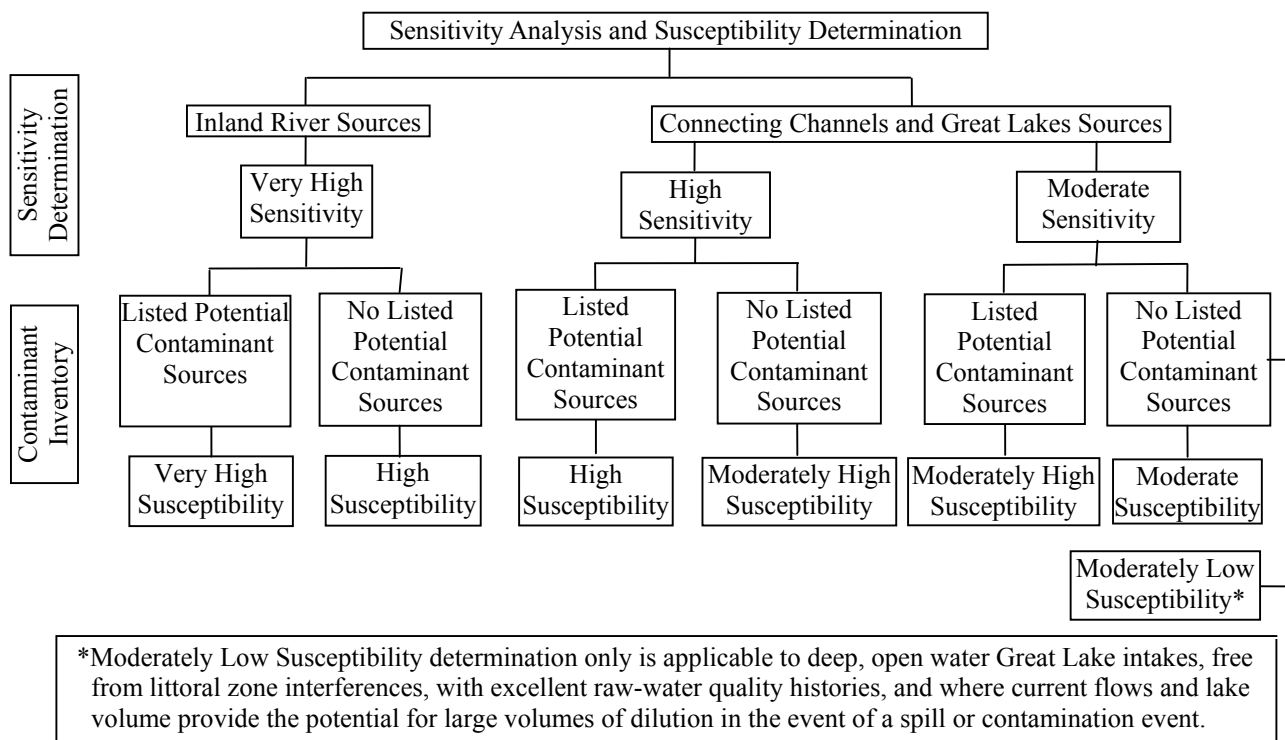 Sensitivity Analysis and Susceptibility Determination
Sensitivity
Determination
Inland River Sources
Connecting Channels and Great Lakes Sources
Very High
Sensitivity
High
Sensitivity
Moderate
Sensitivity
Contaminant
Inventory
Listed Potential
Contaminant
Sources
No Listed
Potential
Contaminant
Sources
Listed
Potential
Contaminant
Sources
No Listed
Potential
Contaminant
Sources
Listed
Potential
Contaminant
Sources
No Listed
Potential
Contaminant
Sources
Very High
Susceptibility
High
Susceptibility
High
Susceptibility
Moderately High
Susceptibility
Moderately High
Susceptibility
Moderate
Susceptibility
Moderately Low
Susceptibility*
*Moderately Low Susceptibility determination only is applicable to deep, open water Great Lake intakes, free
from littoral zone interferences, with excellent raw-water quality histories, and where current flows and lake
volume provide the potential for large volumes of dilution in the event of a spill or contamination event.